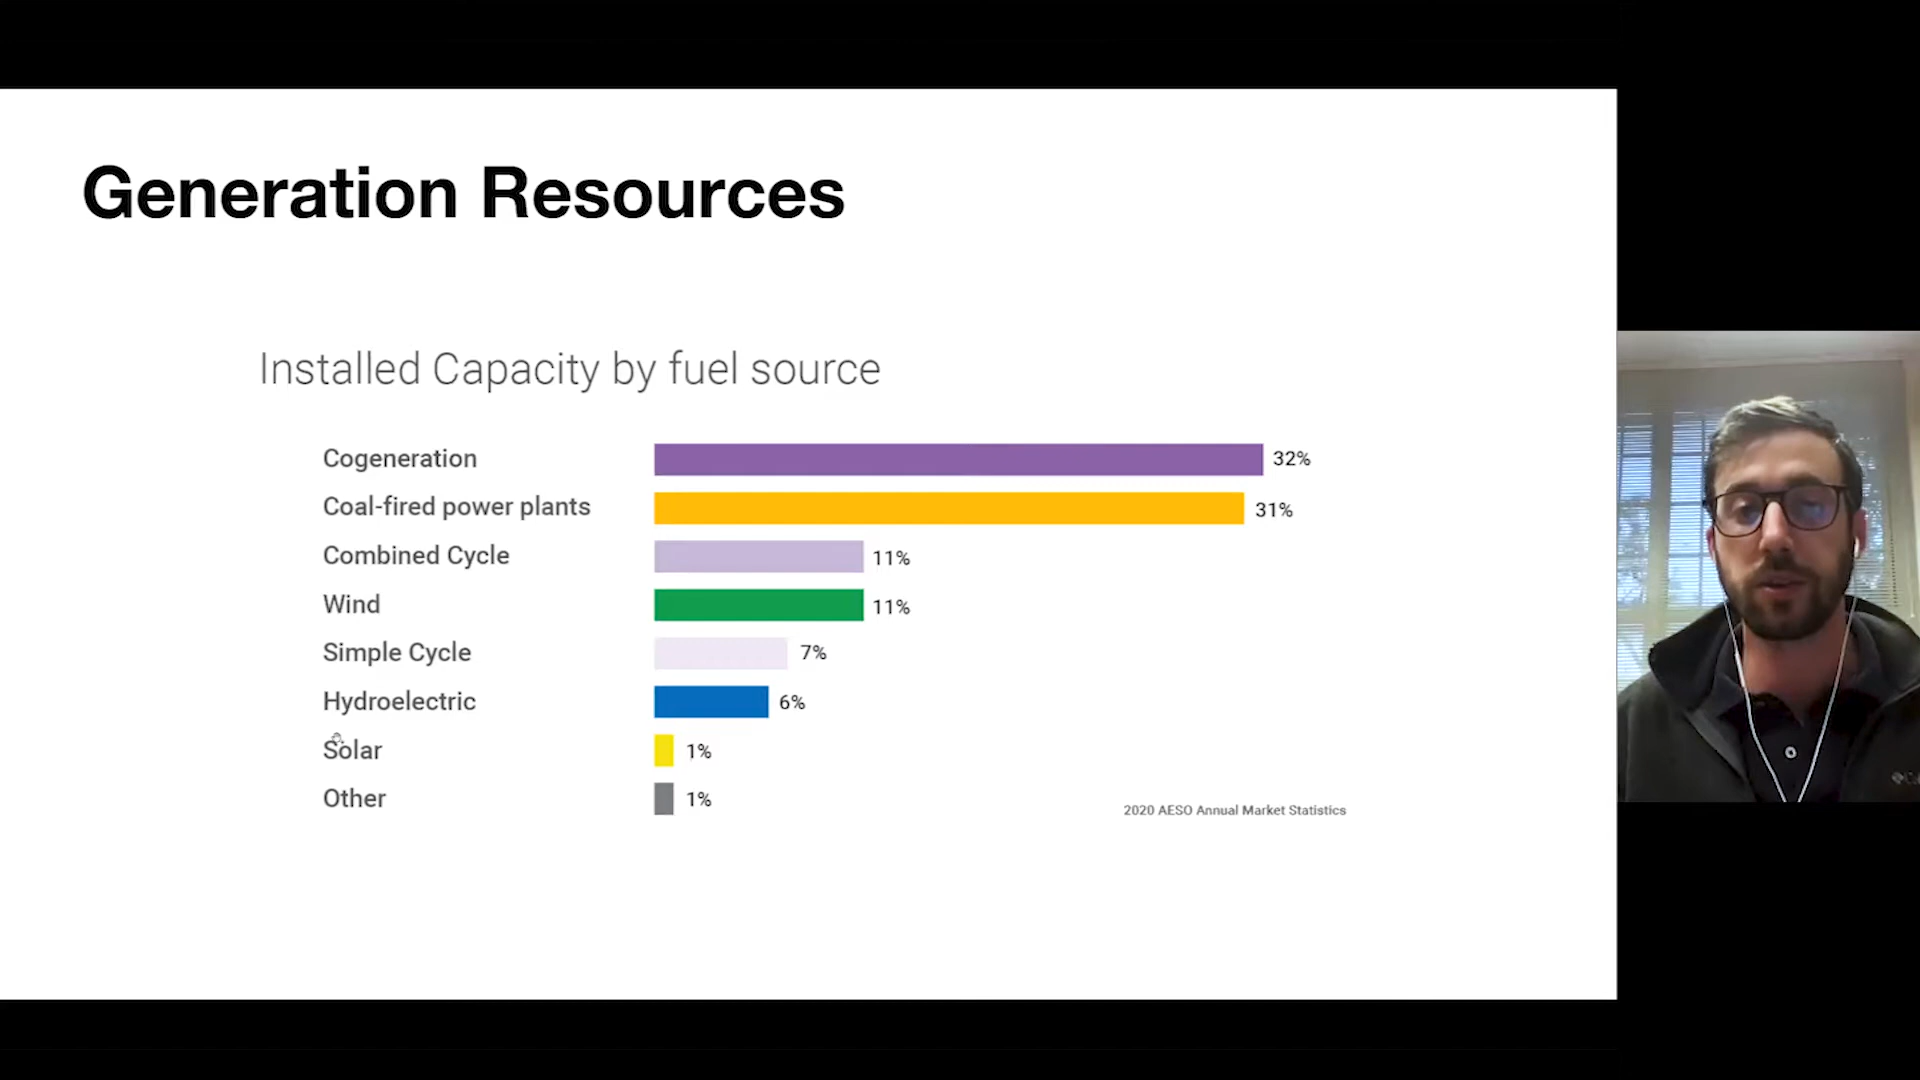 Generation Resources
Installed Capacity by fuel source
Cogeneration 32%
Coal-fired power plants 31%
Combined Cycle 11%
Wind 11%
Simple Cycle 7%
Hydroelectric 6%
Solar 1%
Other 1%
2020 AESO Annual Market Statistics